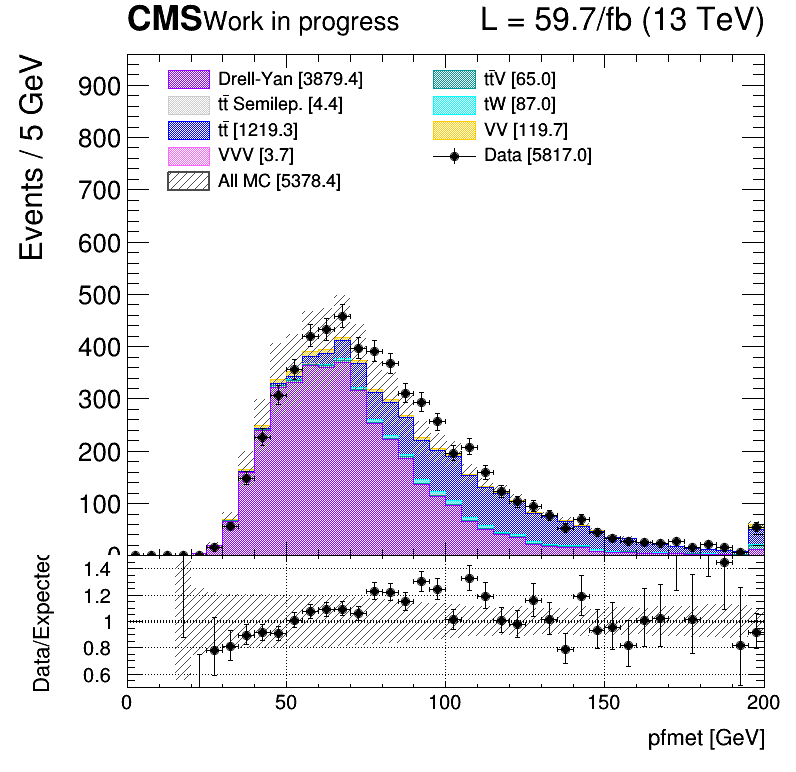 CMS Work in progress L = 59.7/fb (13 TeV)
Events / 5 GeV
900
800
700
600
500
400
300
200
100
0
Drell-Yan [3879.4]
tt̄ Semilep. [4.4]
tt̄ [1219.3]
VVV [3.7]
All MC [5378.4]
tt̄V [65.0]
tW [87.0]
VV [119.7]
Data [5817.0]
Data/Expected
1.4
1.2
1
0.8
0.6
0 50 100 150 200
pfmet [GeV]